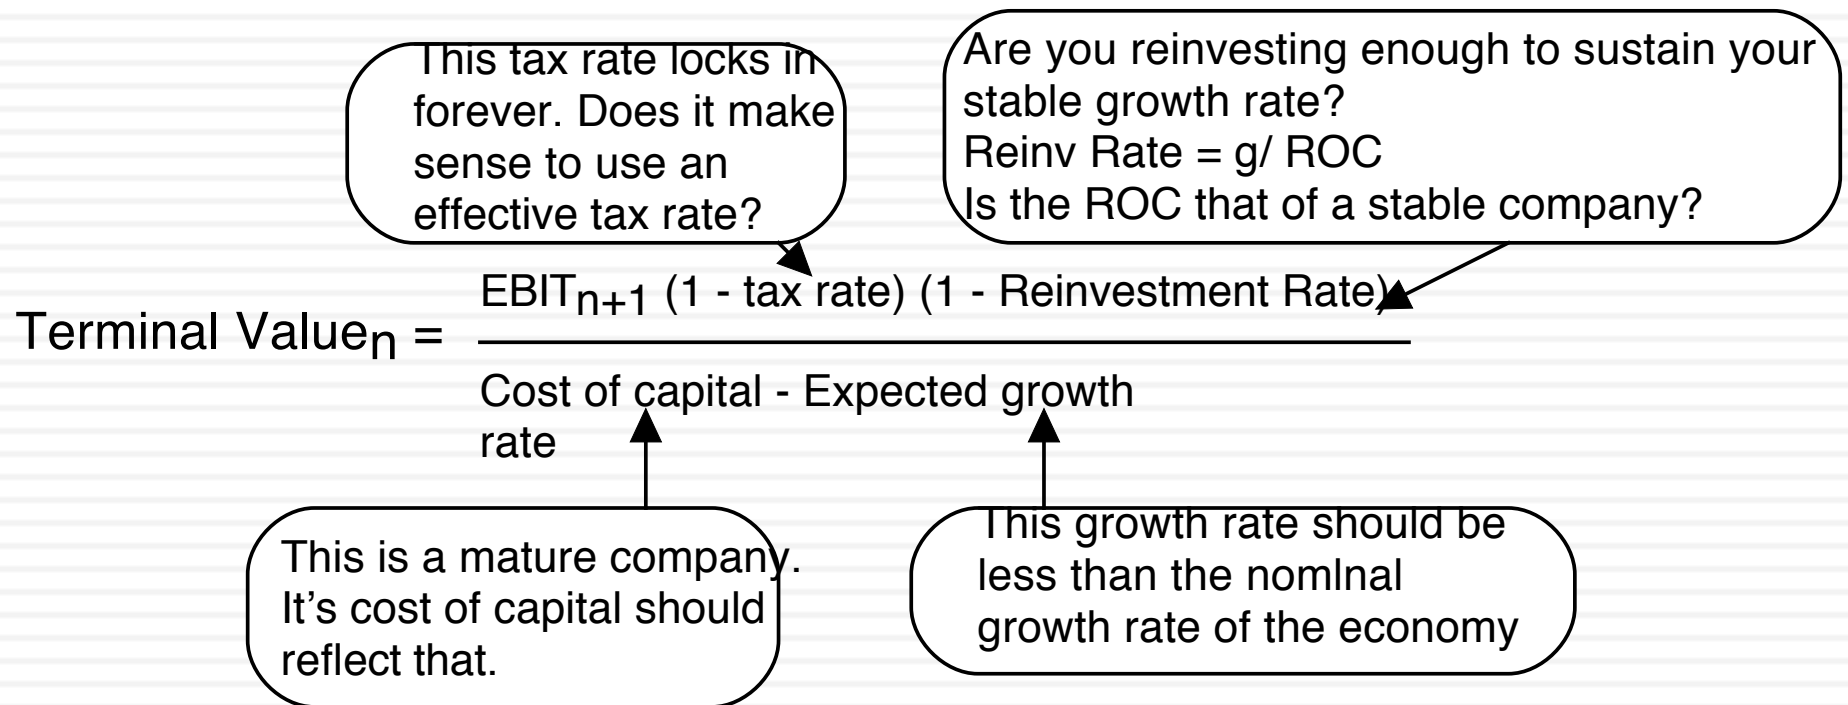 This tax rate locks in
forever. Does it make
sense to use an
effective tax rate?
Are you reinvesting enough to sustain your
stable growth rate?
Reinv Rate = g/ ROC
Is the ROC that of a stable company?
Terminal Valuen =
EBITn+1 (1 - tax rate) (1 - Reinvestment Rate)
Cost of capital - Expected growth
rate
This is a mature company.
It’s cost of capital should
reflect that.
This growth rate should be
less than the nomlnal
growth rate of the economy